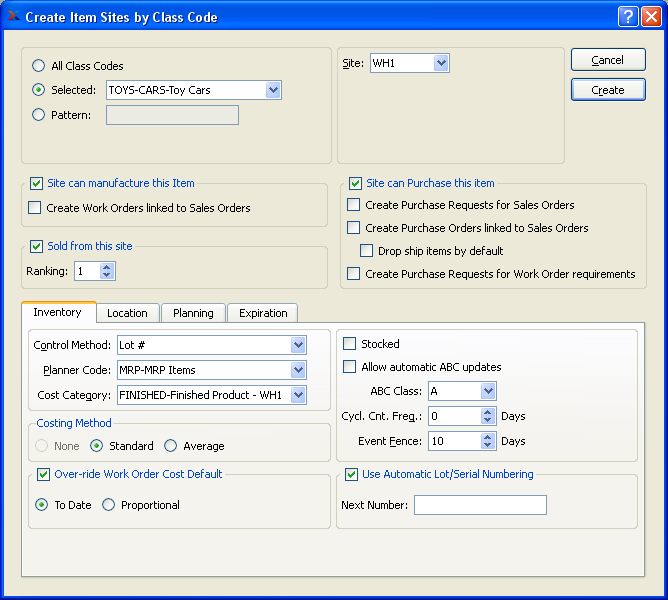 Create Item Sites by Class Code
All Class Codes
Selected: TOYS-CARS-Toy Cars
Pattern:
Site: WH1
Cancel
Create
Site can manufacture this Item
Create Work Orders linked to Sales Orders
Sold from this site
Ranking: 1
Site can Purchase this item
Create Purchase Requests for Sales Orders
Create Purchase Orders linked to Sales Orders
Drop ship items by default
Create Purchase Requests for Work Order requirements
Inventory Location Planning Expiration
Control Method: Lot #
Planner Code: MRP-MRP Items
Cost Category: FINISHED-Finished Product - WH1
Costing Method
None Standard Average
Over-ride Work Order Cost Default
To Date Proportional
Stocked
Allow automatic ABC updates
ABC Class: A
Cycl. Cnt. Freq.: 0 Days
Event Fence: 10 Days
Use Automatic Lot/Serial Numbering
Next Number: